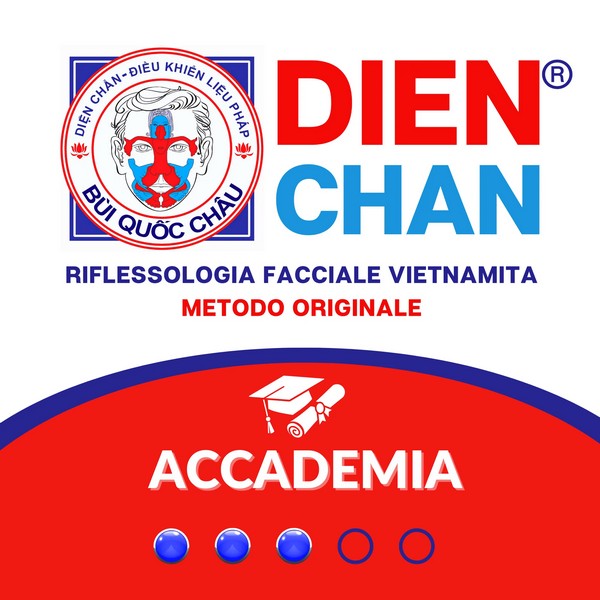 DIỆN CHẨN-ĐIỀU KHIỂN LIỆU PHÁP
BÙI QUỐC CHÂU
DIEN®
CHAN
RIFLESSOLOGIA FACCIALE VIETNAMITA
METODO ORIGINALE
ACCADEMIA